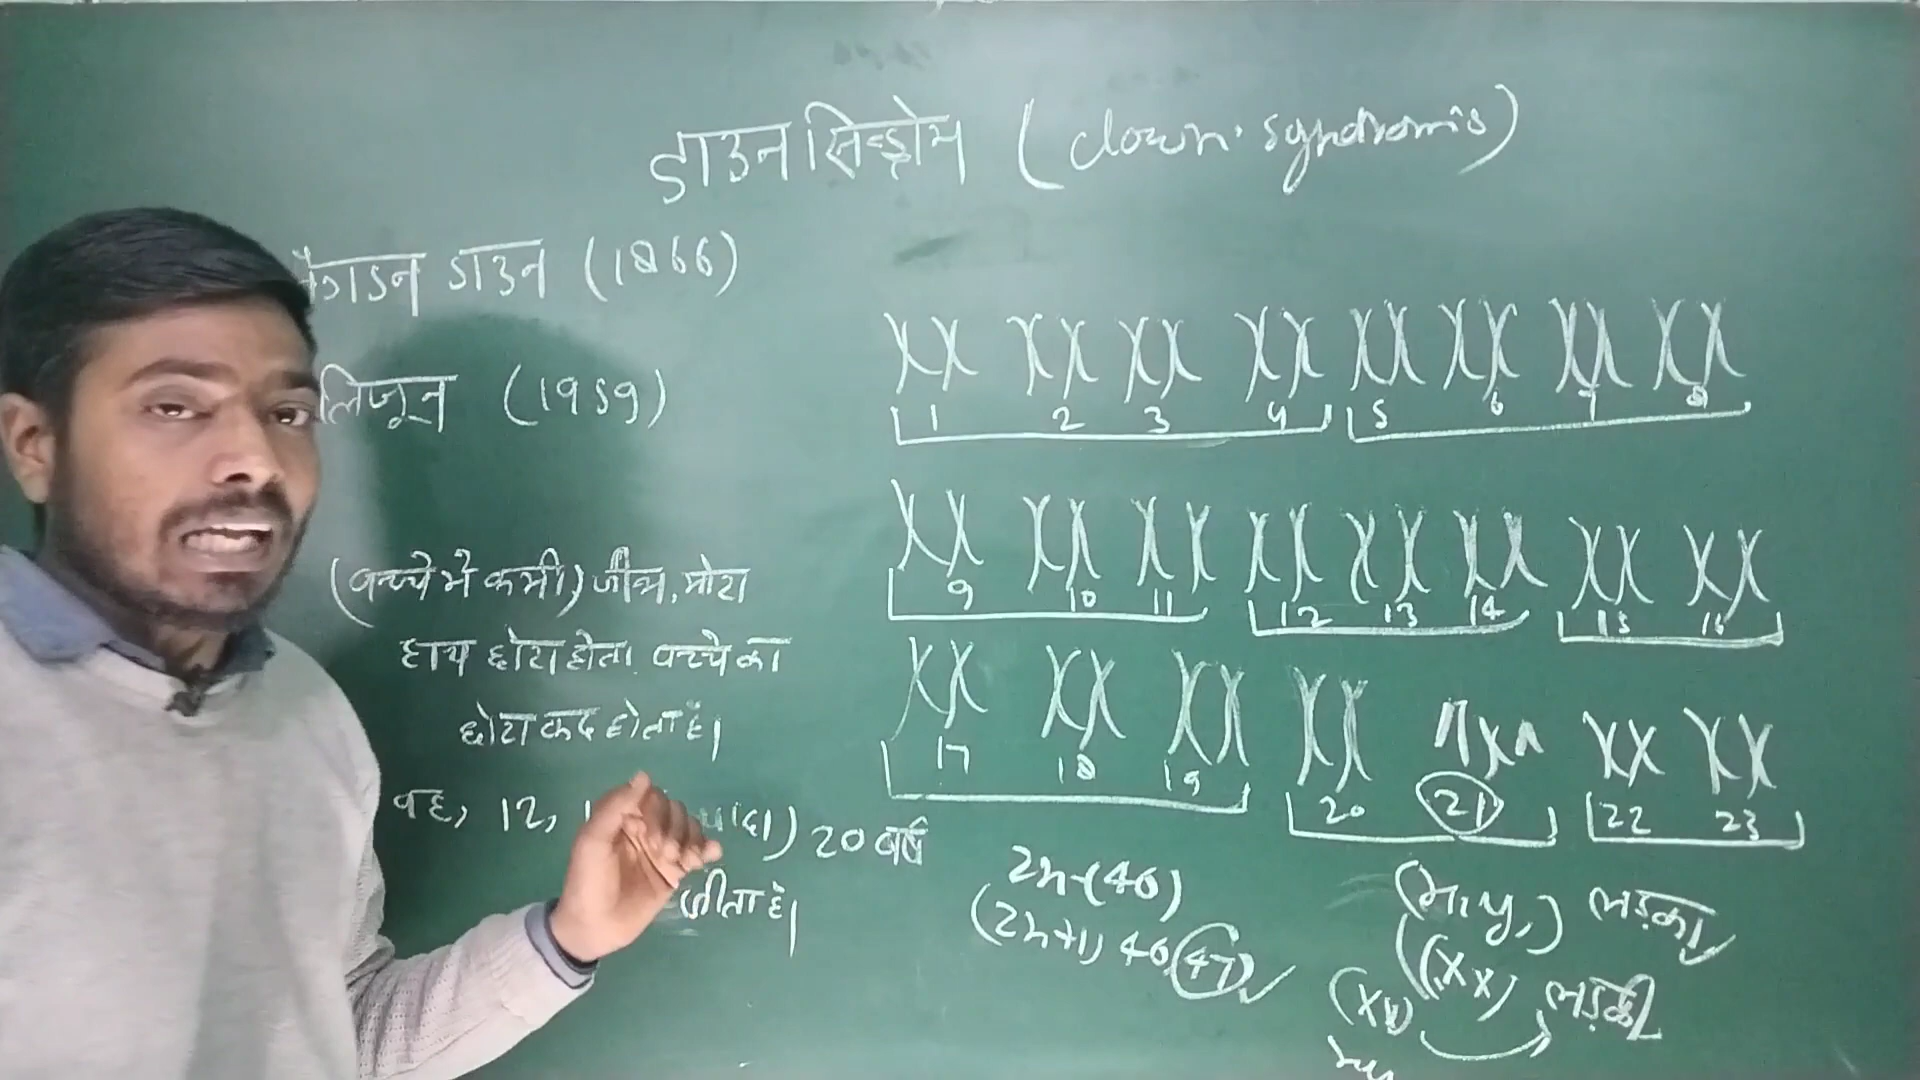 डाउन सिन्ड्रोम (down. syndromis)
डाउन (1866)
(1959)
(बच्चे में कमी) जीभ, मोटा
हाथ छोटा होता बच्चे का
छोटा कद होता है।
वह, 12, 20 वर्ष
जीता है।
1 2 3 4 5 6 7 8
9 10 11 12 13 14 15 16
17 18 19 20 21 22 23
2n-(46)
(2n+1) 46 (47)
लड़का
(XX) लड़की